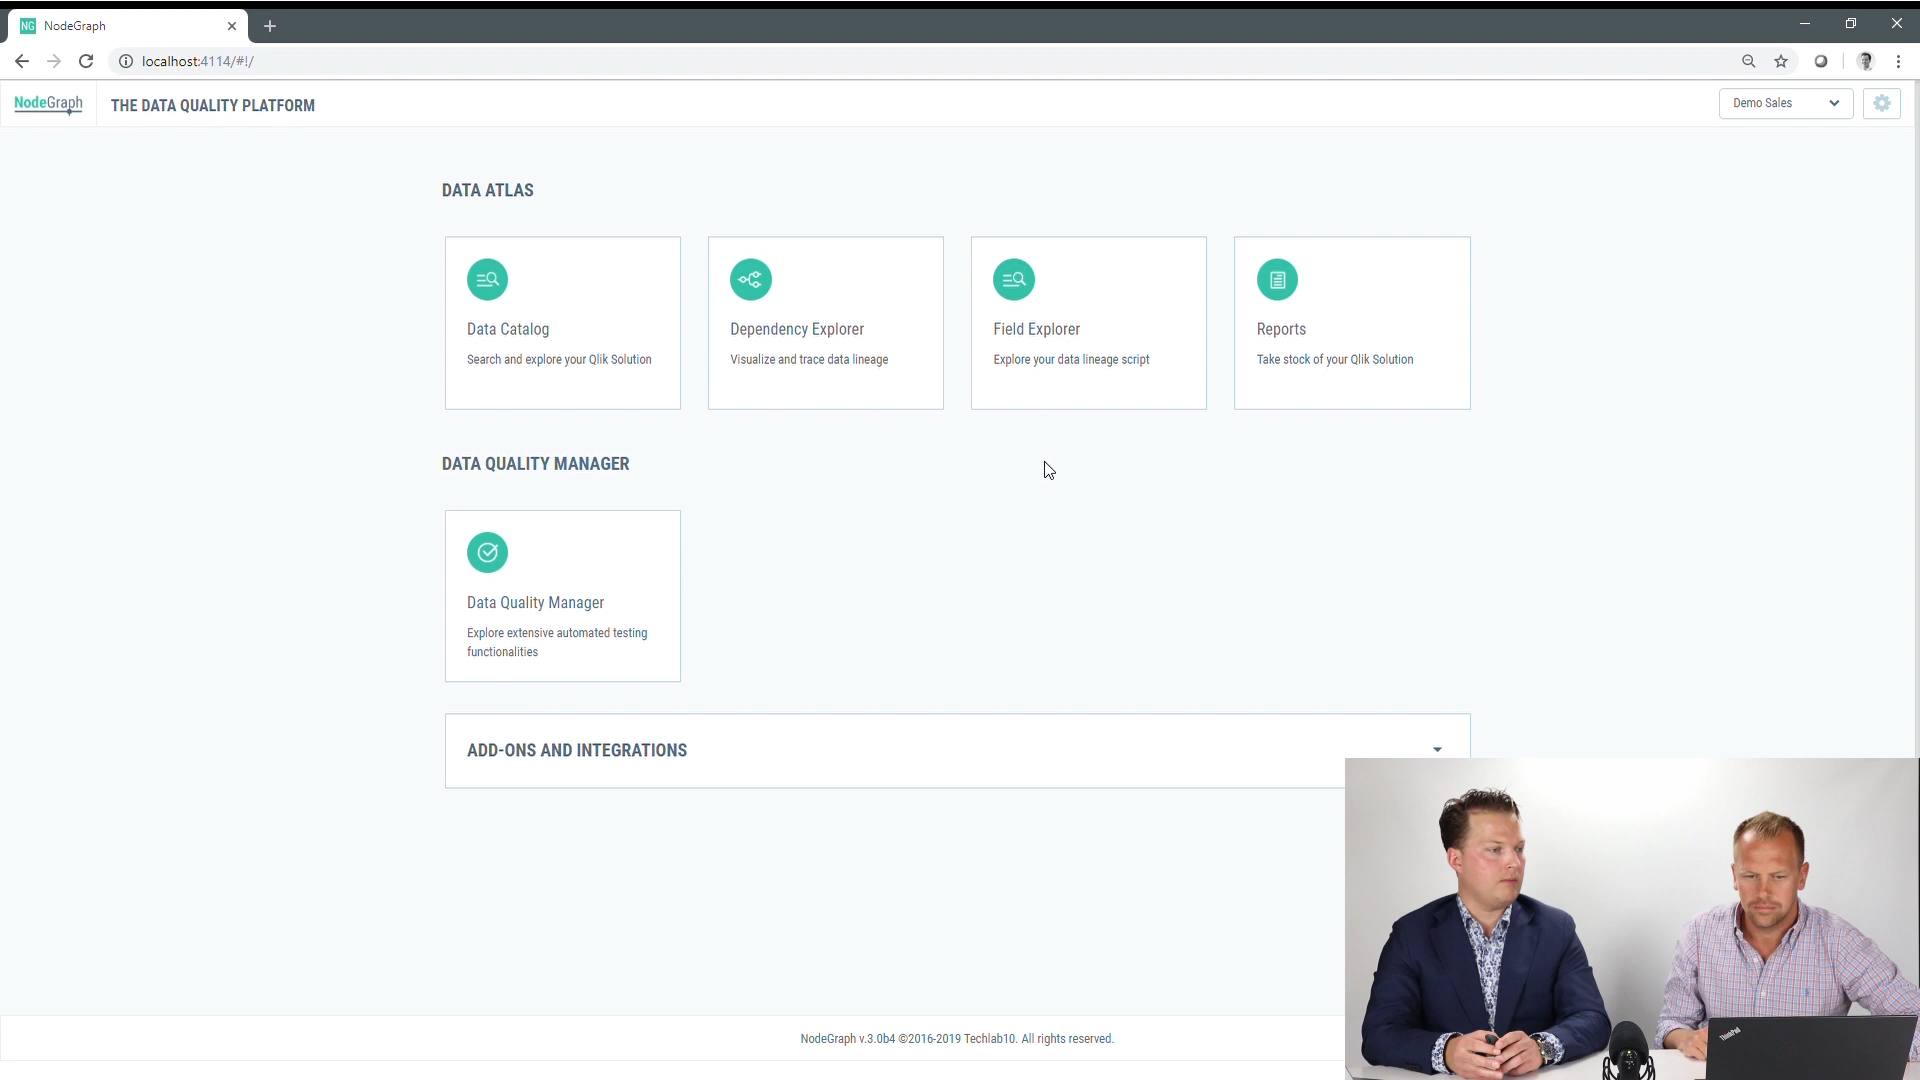 NG NodeGraph
localhost:4114/#!/
NodeGraph THE DATA QUALITY PLATFORM
Demo Sales
DATA ATLAS
Data Catalog
Search and explore your Qlik Solution
Dependency Explorer
Visualize and trace data lineage
Field Explorer
Explore your data lineage script
Reports
Take stock of your Qlik Solution
DATA QUALITY MANAGER
Data Quality Manager
Explore extensive automated testing
functionalities
ADD-ONS AND INTEGRATIONS
NodeGraph v.3.0b4 ©2016-2019 Techlab10. All rights reserved.
ThinkPad